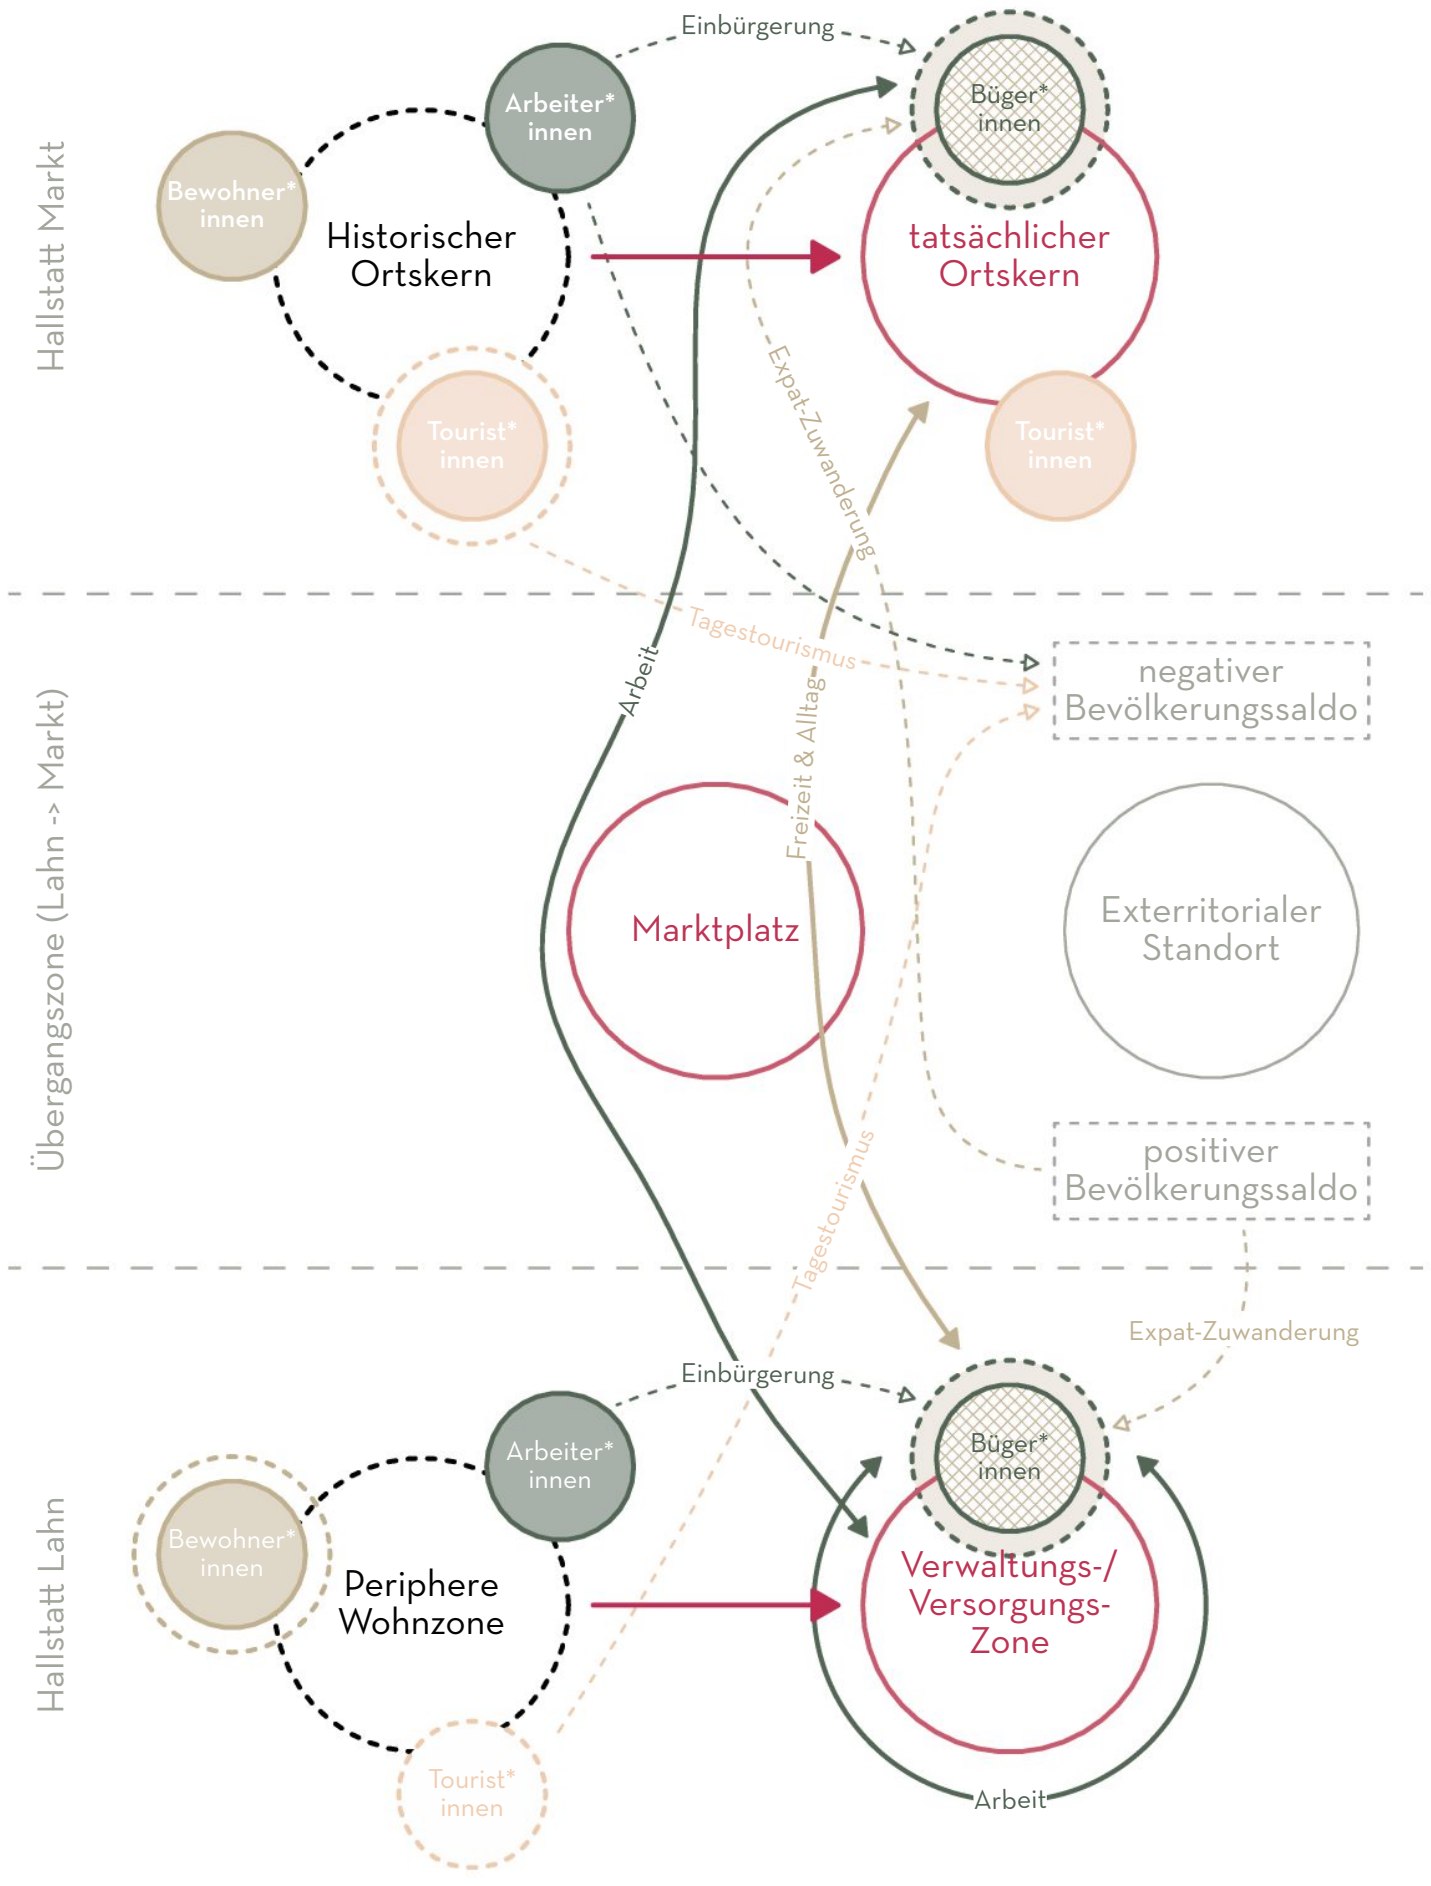 Hallstatt Markt
Einbürgerung
Arbeiter*
innen
Büger*
innen
Bewohner*
innen
Historischer
Ortskern
tatsächlicher
Ortskern
Expat-Zuwanderung
Tourist*
innen
Tourist*
innen
Übergangszone (Lahn -> Markt)
Tagestourismus
Arbeit
Freizeit & Alltag
negativer
Bevölkerungssaldo
Marktplatz
Exterritorialer
Standort
positiver
Bevölkerungssaldo
Tagestourismus
Hallstatt Lahn
Expat-Zuwanderung
Einbürgerung
Arbeiter*
innen
Büger*
innen
Bewohner*
innen
Periphere
Wohnzone
Verwaltungs-/
Versorgungs-
Zone
Tourist*
innen
Arbeit